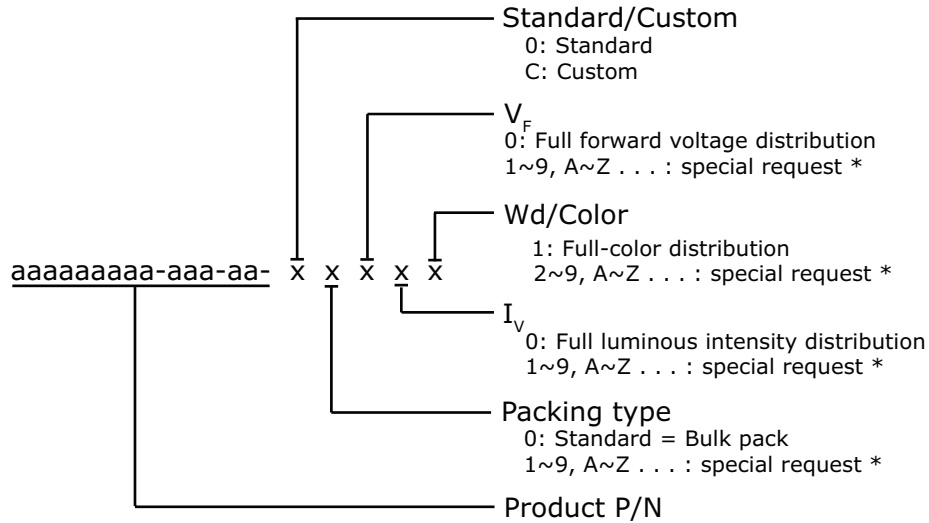 Standard/Custom
0: Standard
C: Custom
V_F
0: Full forward voltage distribution
1~9, A~Z . . . : special request *
Wd/Color
1: Full-color distribution
2~9, A~Z . . . : special request *
aaaaaaaaa-aaa-aa- x x x x x
I_V
0: Full luminous intensity distribution
1~9, A~Z . . . : special request *
Packing type
0: Standard = Bulk pack
1~9, A~Z . . . : special request *
Product P/N